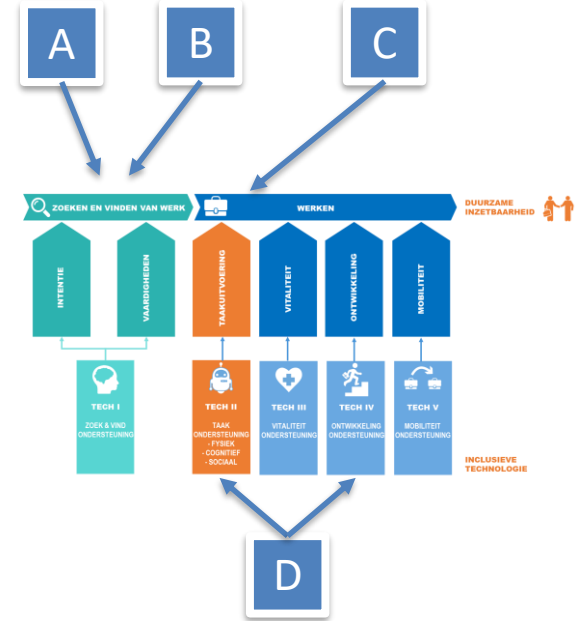 A
B
C
ZOEKEN EN VINDEN VAN WERK
WERKEN
DUURZAME
INZETBAARHEID
INTENTIE
VAARDIGHEDEN
TAAKUITVOERING
VITALITEIT
ONTWIKKELING
MOBILITEIT
TECH I
ZOEK & VIND
ONDERSTEUNING
TECH II
TAAK
ONDERSTEUNING
- FYSIEK
- COGNITIEF
- SOCIAAL
TECH III
VITALITEIT
ONDERSTEUNING
TECH IV
ONTWIKKELING
ONDERSTEUNING
TECH V
MOBILITEIT
ONDERSTEUNING
INCLUSIEVE
TECHNOLOGIE
D